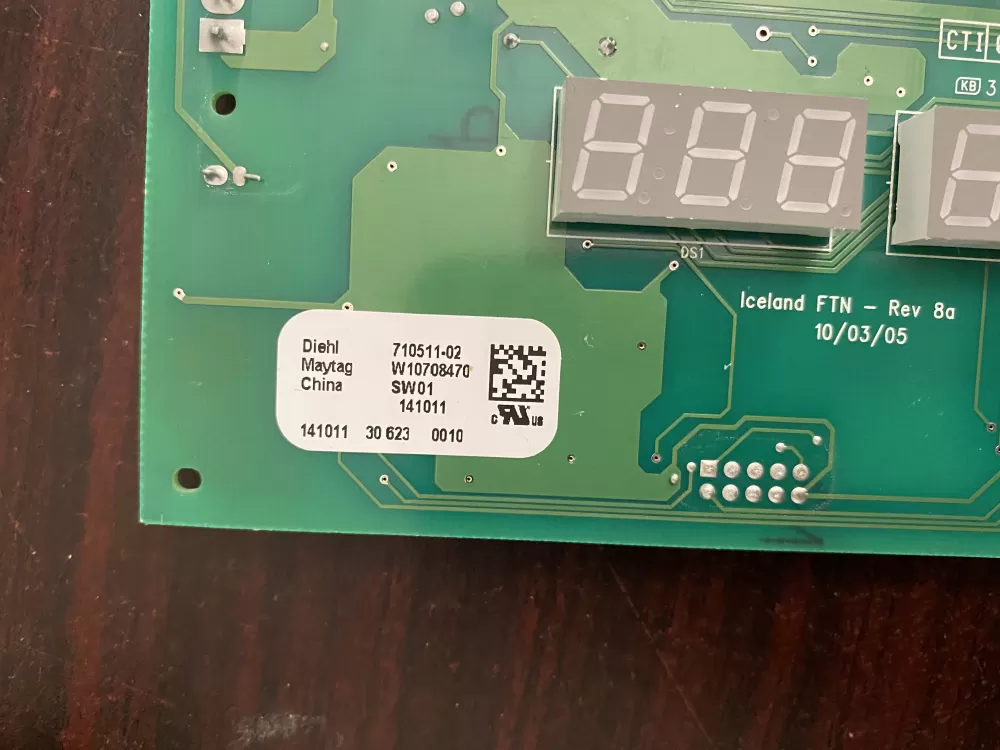 CTI
KB 3
DS1
Iceland FTN - Rev 8a
10/03/05
Diehl 710511-02
Maytag W10708470
China SW01
141011
c UR us
141011 30 623 0010